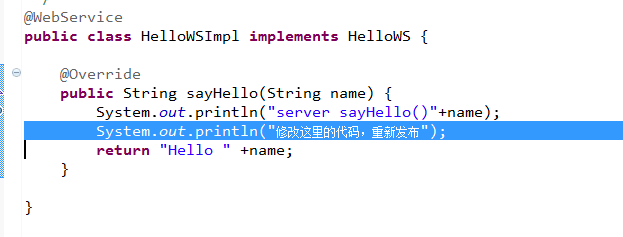 @WebService
public class HelloWSImpl implements HelloWS {
@Override
public String sayHello(String name) {
System.out.println("server sayHello()"+name);
System.out.println("修改这里的代码，重新发布");
return "Hello " +name;
}
}